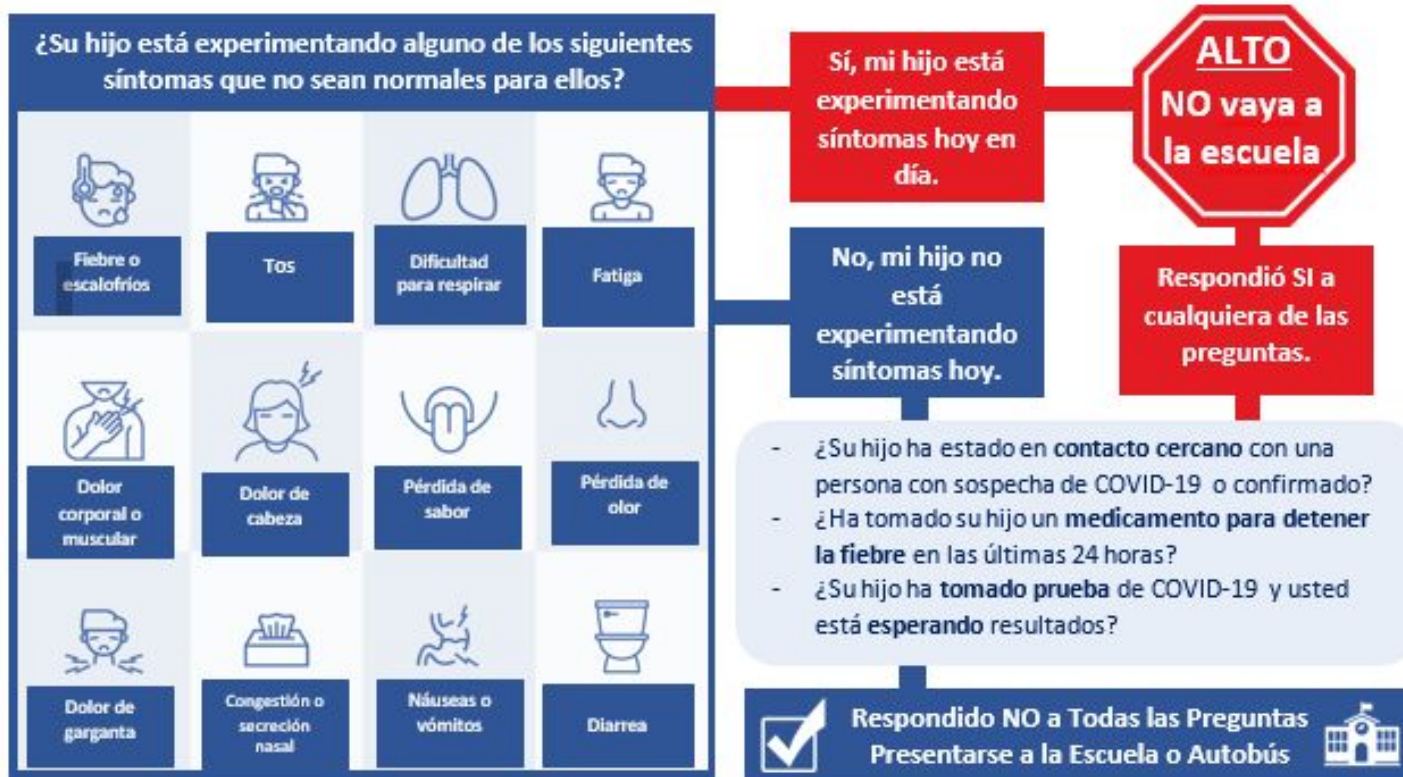 ¿Su hijo está experimentando alguno de los siguientes
síntomas que no sean normales para ellos?
Fiebre o
escalofríos
Tos
Dificultad
para respirar
Fatiga
Dolor
corporal o
muscular
Dolor de
cabeza
Pérdida de
sabor
Pérdida de
olor
Dolor de
garganta
Congestión o
secreción
nasal
Náuseas o
vómitos
Diarrea
Sí, mi hijo está
experimentando
síntomas hoy en
día.
ALTO
NO vaya a
la escuela
No, mi hijo no
está
experimentando
síntomas hoy.
Respondió SI a
cualquiera de las
preguntas.
- ¿Su hijo ha estado en contacto cercano con una
persona con sospecha de COVID-19 o confirmado?
- ¿Ha tomado su hijo un medicamento para detener
la fiebre en las últimas 24 horas?
- ¿Su hijo ha tomado prueba de COVID-19 y usted
está esperando resultados?
Respondido NO a Todas las Preguntas
Presentarse a la Escuela o Autobús